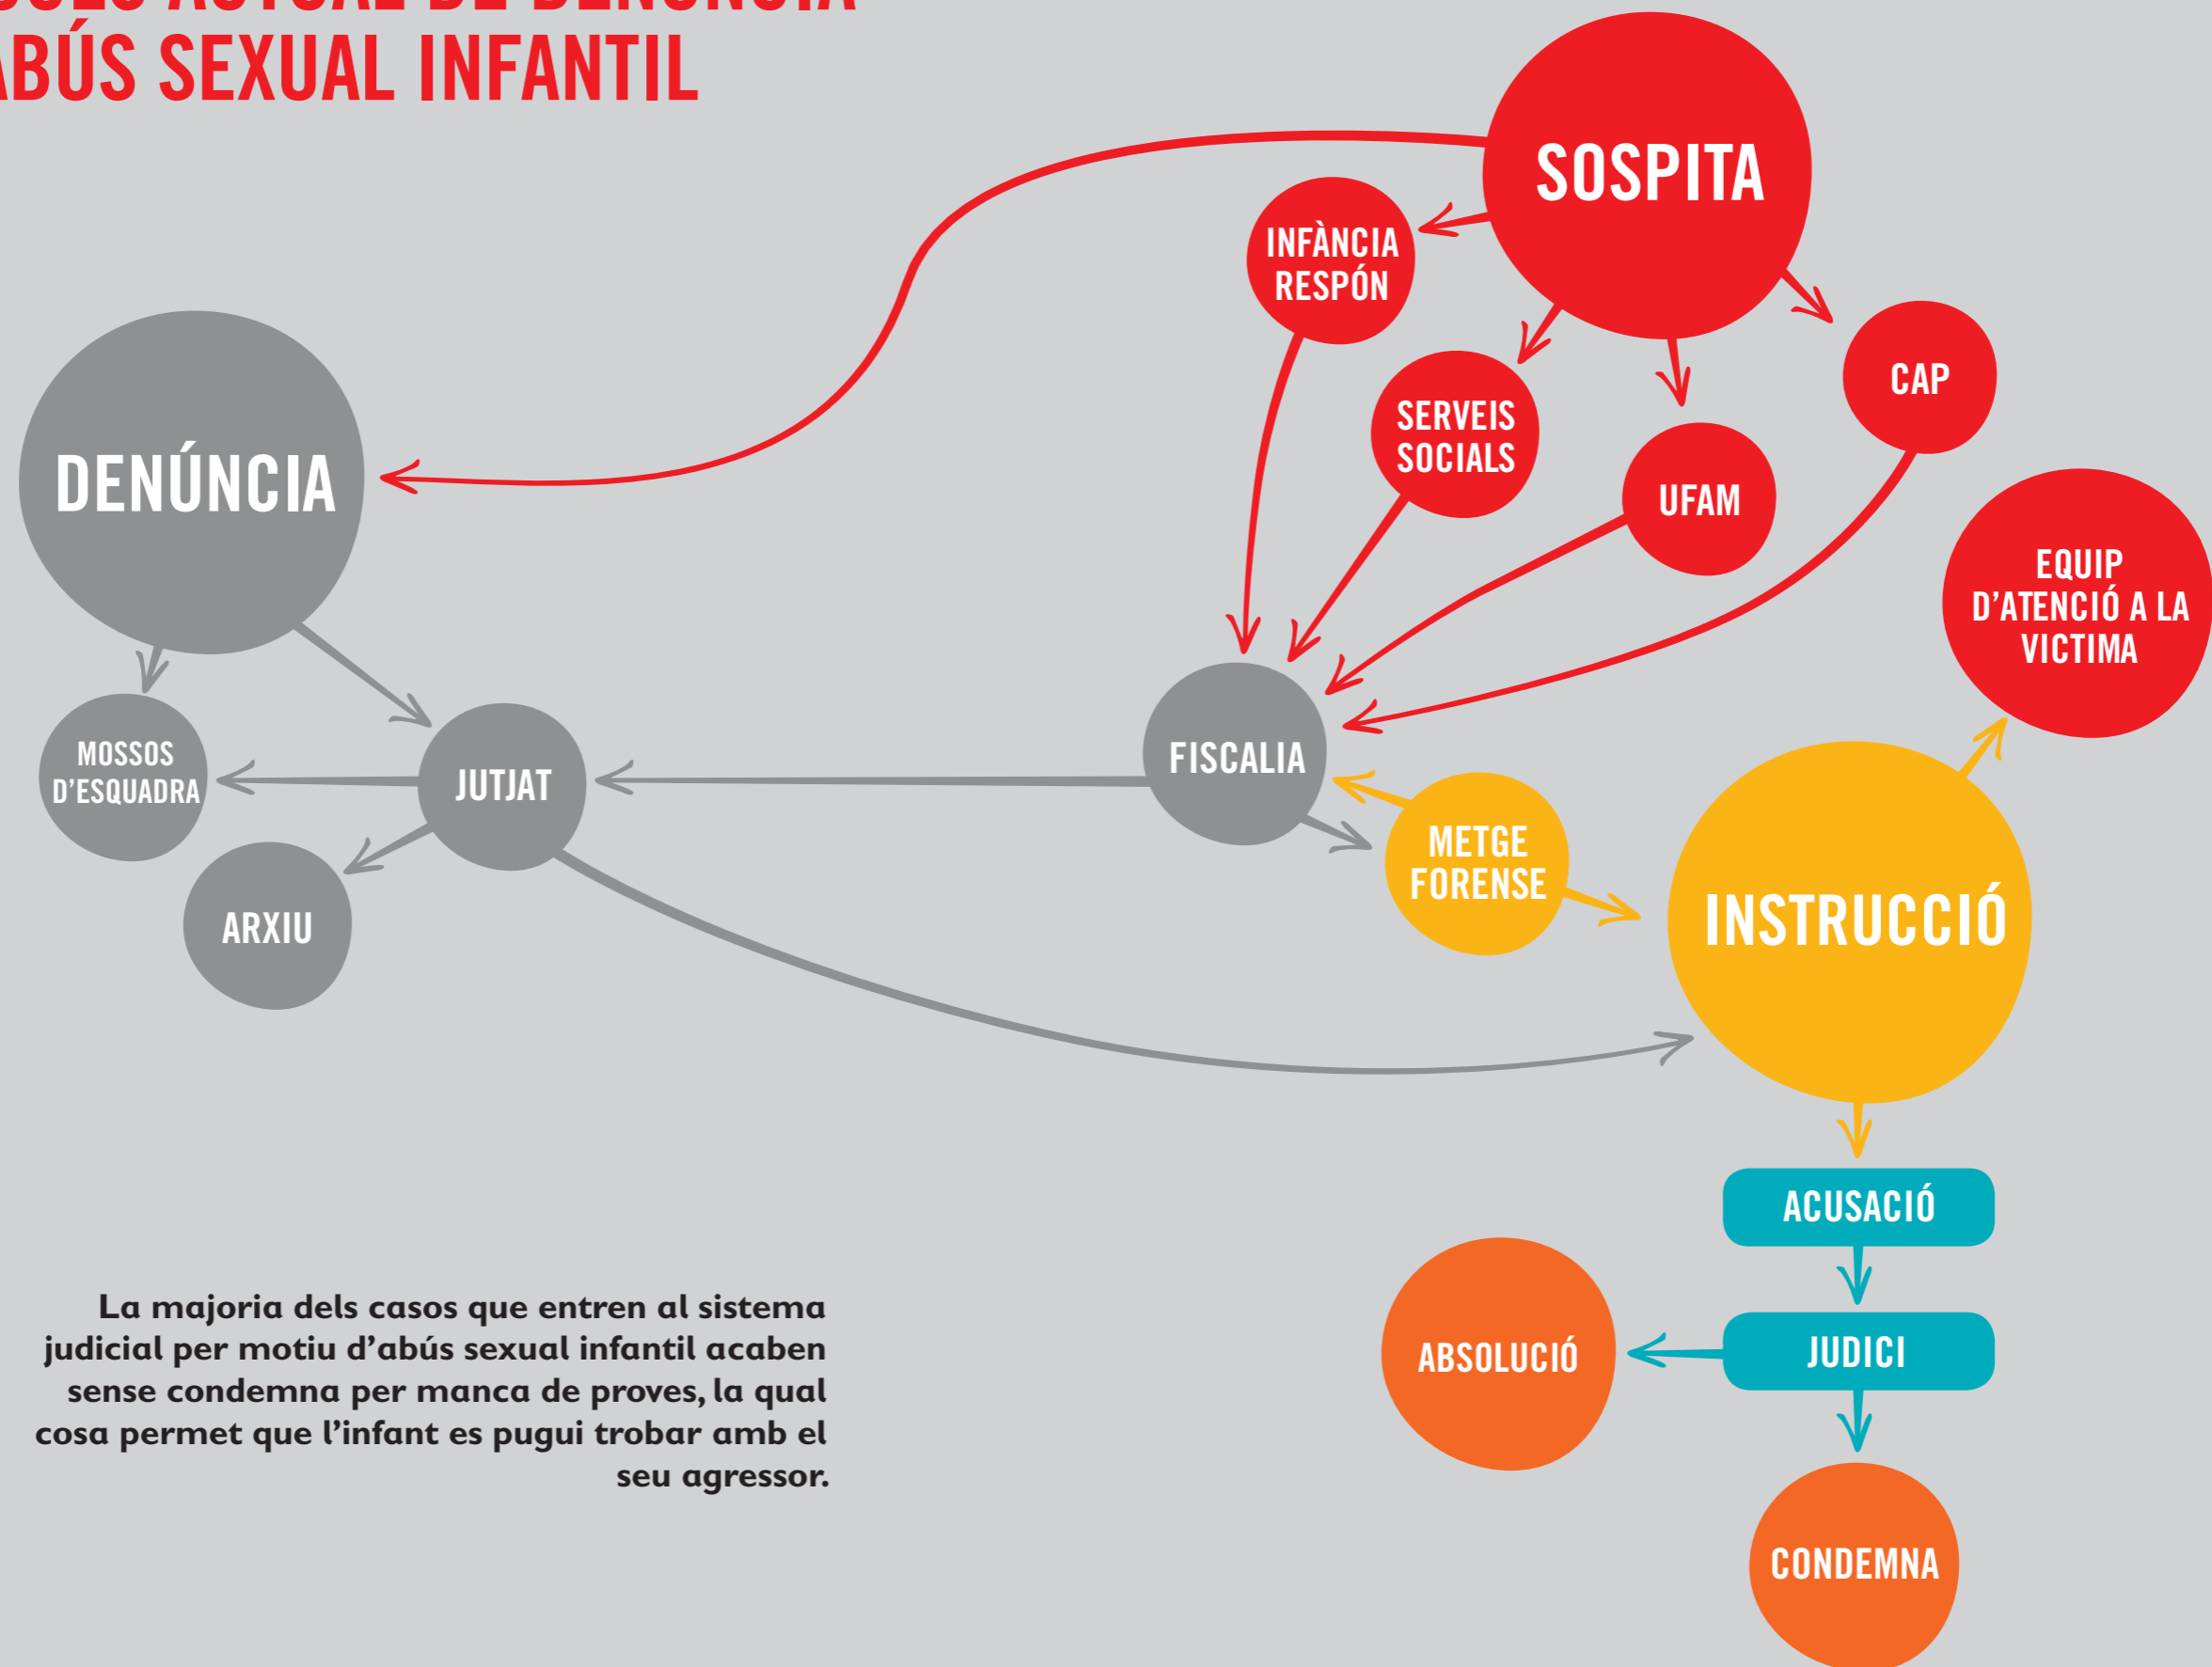 ACTUAL DE DENÚNCIA
ABÚS SEXUAL INFANTIL
SOSPITA
INFÀNCIA
RESPÓN
SERVEIS
SOCIALS
UFAM
CAP
EQUIP
D'ATENCIÓ A LA
VICTIMA
DENÚNCIA
MOSSOS
D'ESQUADRA
JUTJAT
ARXIU
FISCALIA
METGE
FORENSE
INSTRUCCIÓ
ACUSACIÓ
JUDICI
ABSOLUCIÓ
CONDEMNA
La majoria dels casos que entren al sistema
judicial per motiu d'abús sexual infantil acaben
sense condemna per manca de proves, la qual
cosa permet que l'infant es pugui trobar amb el
seu agressor.